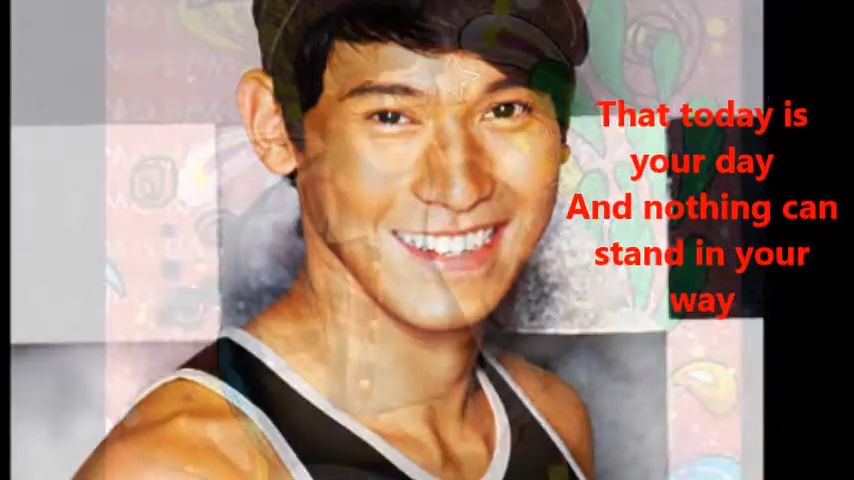 That today is
your day
And nothing can
stand in your
way